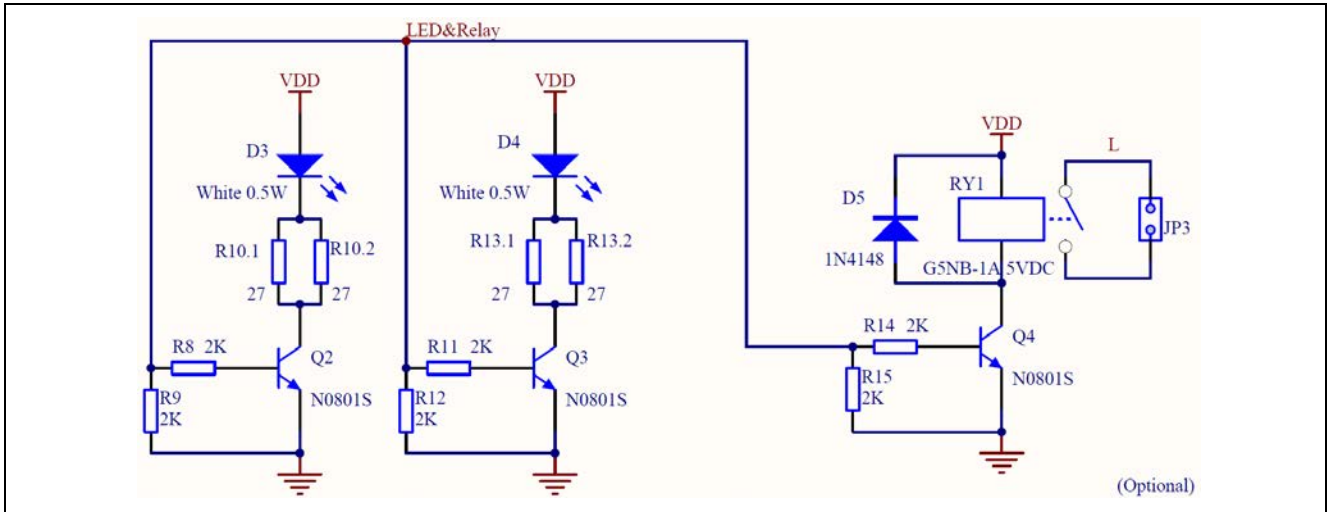 LED&Relay
VDD
D3
White 0.5W
R10.1
R10.2
27
27
R8 2K
Q2
R9
2K
N0801S
VDD
D4
White 0.5W
R13.1
R13.2
27
27
R11 2K
Q3
R12
2K
N0801S
VDD
L
RY1
D5
JP3
1N4148
G5NB-1A 5VDC
R14 2K
Q4
R15
2K
N0801S
(Optional)